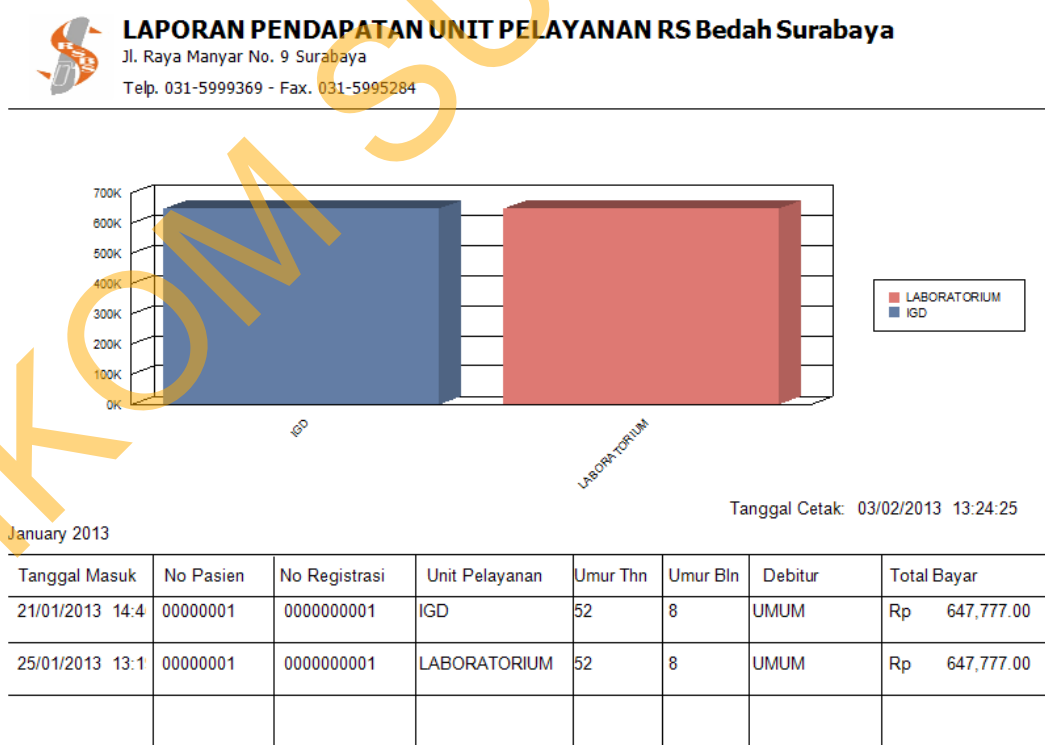 LAPORAN PENDAPATAN UNIT PELAYANAN RS Bedah Surabaya
Jl. Raya Manyar No. 9 Surabaya
Telp. 031-5999369 - Fax. 031-5995284
700K
600K
500K
400K
300K
200K
100K
0K
IGD
LABORATORIUM
LABORATORIUM
IGD
Tanggal Cetak: 03/02/2013 13:24:25
January 2013
Tanggal Masuk No Pasien No Registrasi Unit Pelayanan Umur Thn Umur Bln Debitur Total Bayar
21/01/2013 14:4 00000001 0000000001 IGD 52 8 UMUM Rp 647,777.00
25/01/2013 13:1 00000001 0000000001 LABORATORIUM 52 8 UMUM Rp 647,777.00